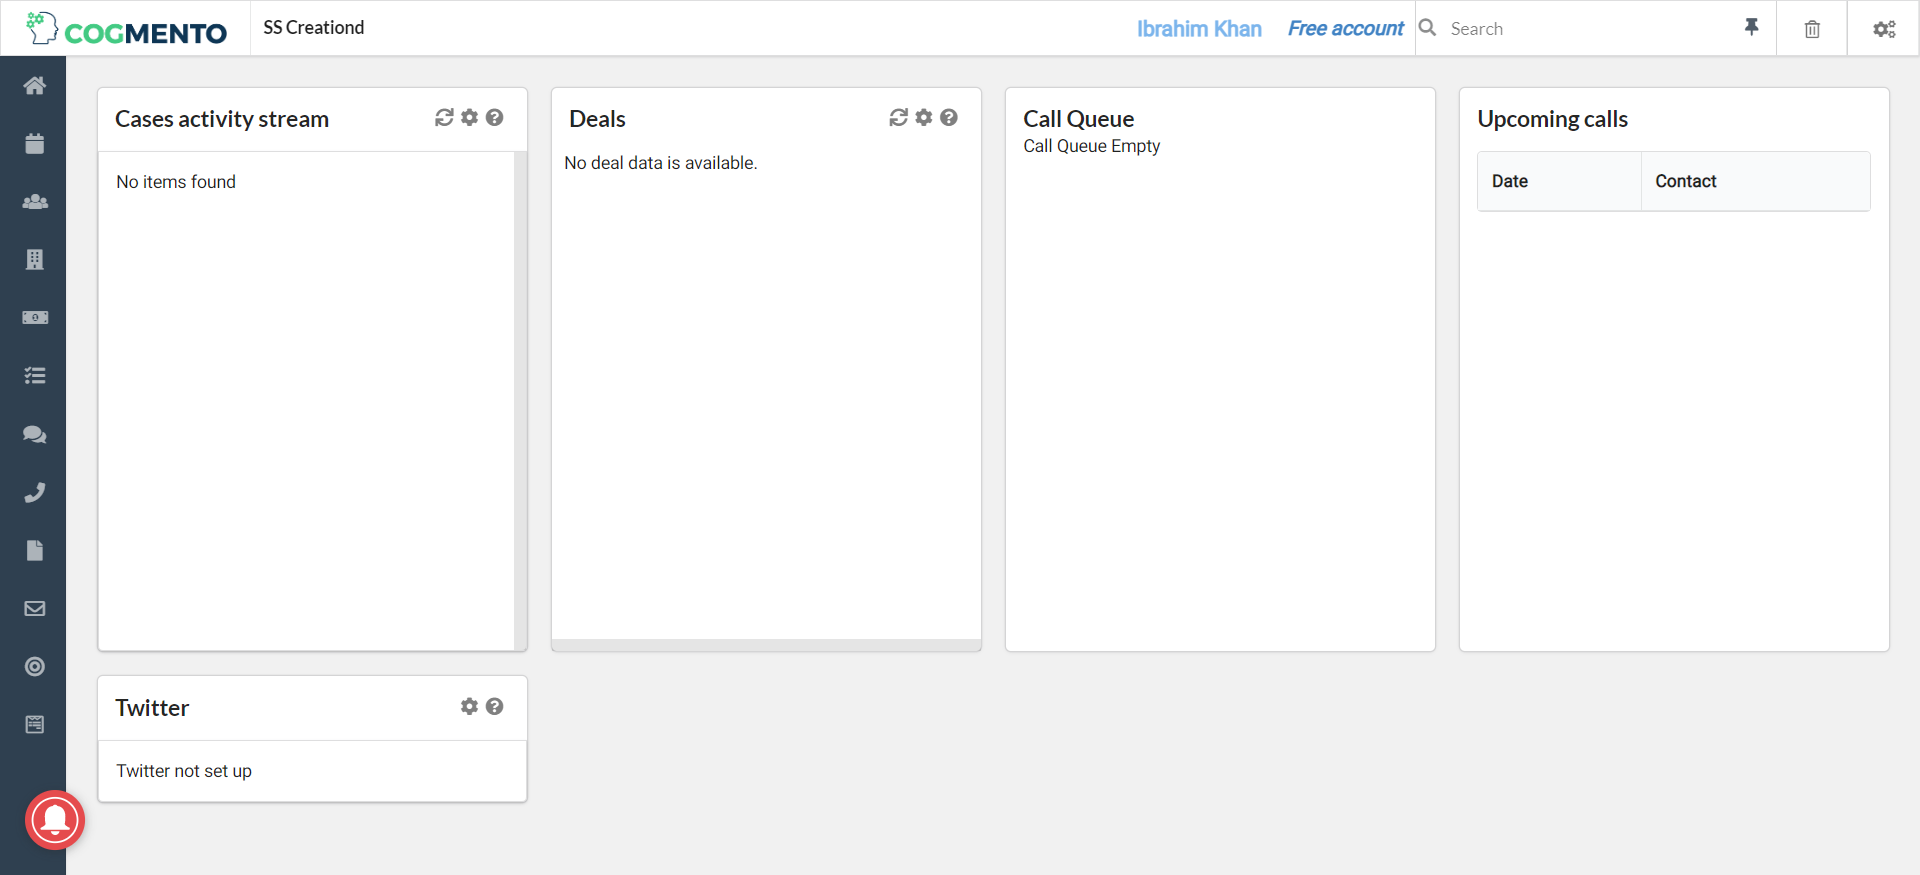 COGMENTO
SS Creationd
Ibrahim Khan
Free account
Search
Cases activity stream
No items found
Deals
No deal data is available.
Call Queue
Call Queue Empty
Upcoming calls
Date
Contact
Twitter
Twitter not set up